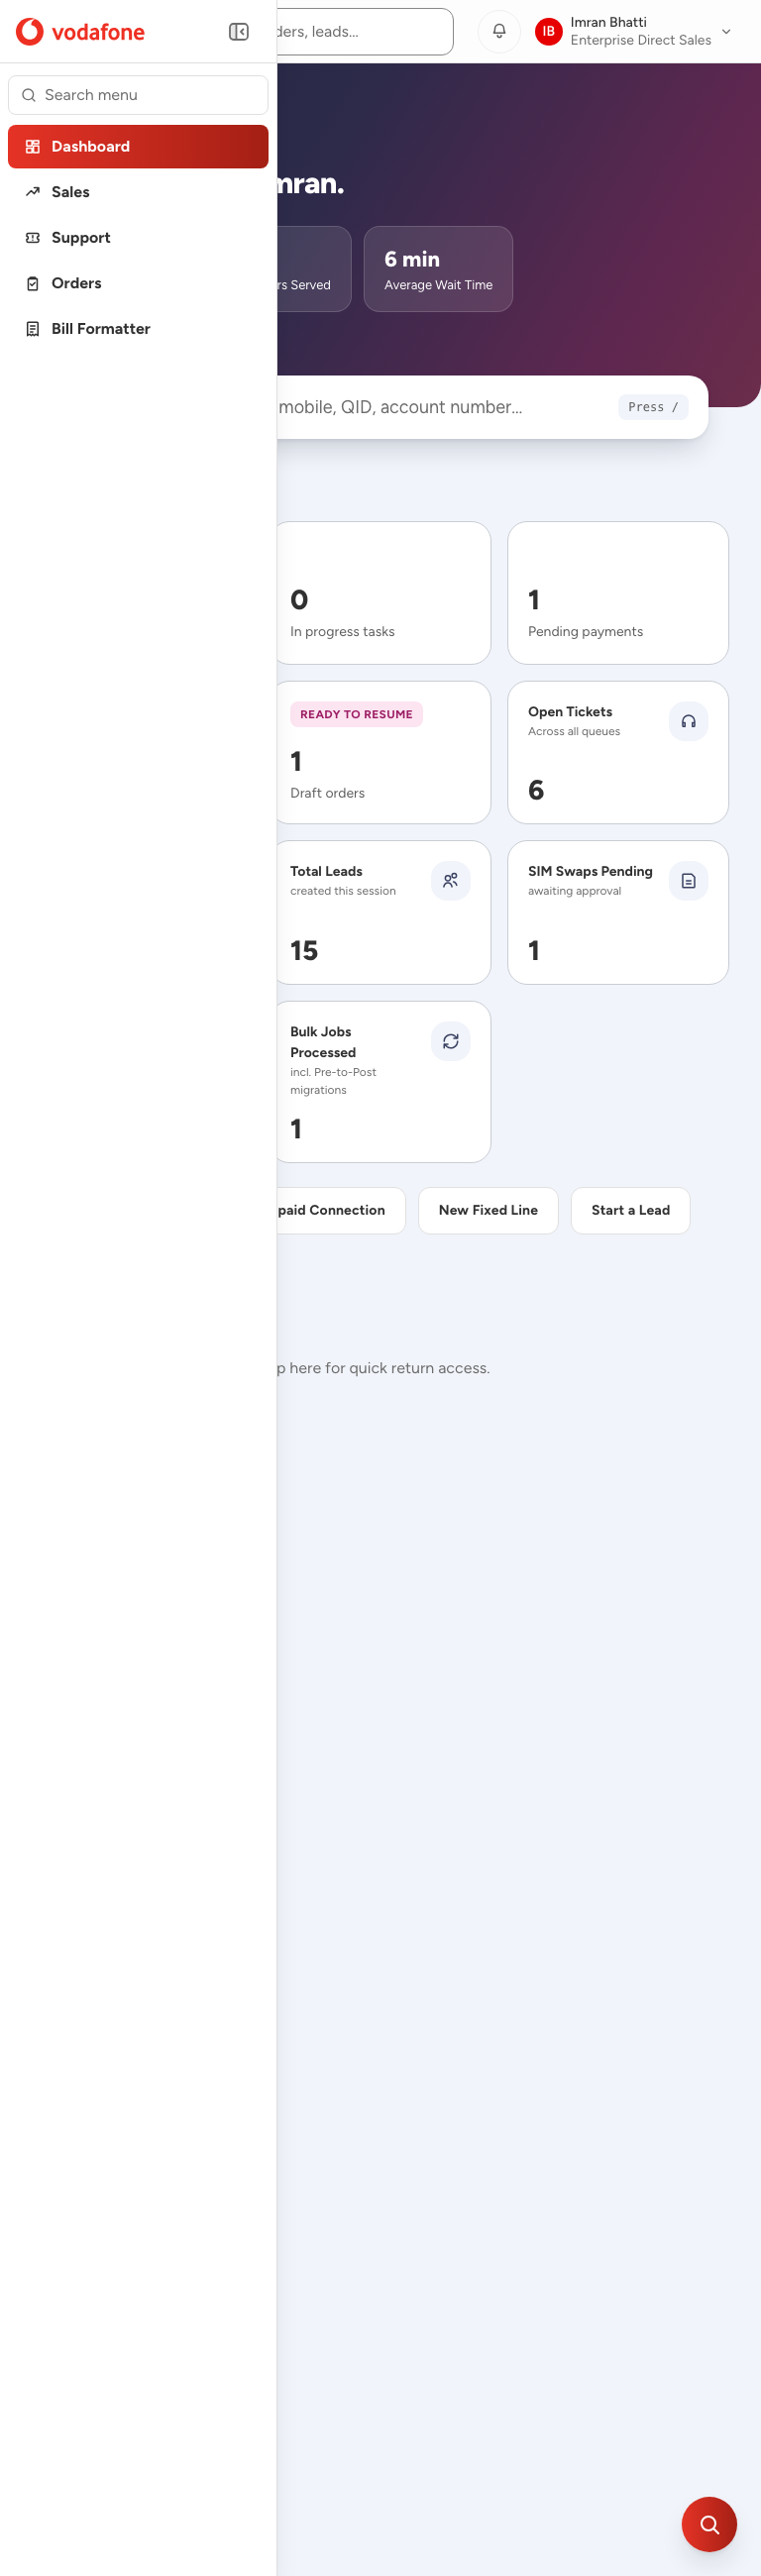 vodafone
Search menu
Dashboard
Sales
Support
Orders
Bill Formatter
leads...
IB
Imran Bhatti
Enterprise Direct Sales
Served
6 min
Average Wait Time
mobile, QID, account number...
Press /
0
In progress tasks
1
Pending payments
READY TO RESUME
1
Draft orders
Open Tickets
Across all queues
6
Total Leads
created this session
15
SIM Swaps Pending
awaiting approval
1
Bulk Jobs
Processed
incl. Pre-to-Post
migrations
1
Connection
New Fixed Line
Start a Lead
here for quick return access.